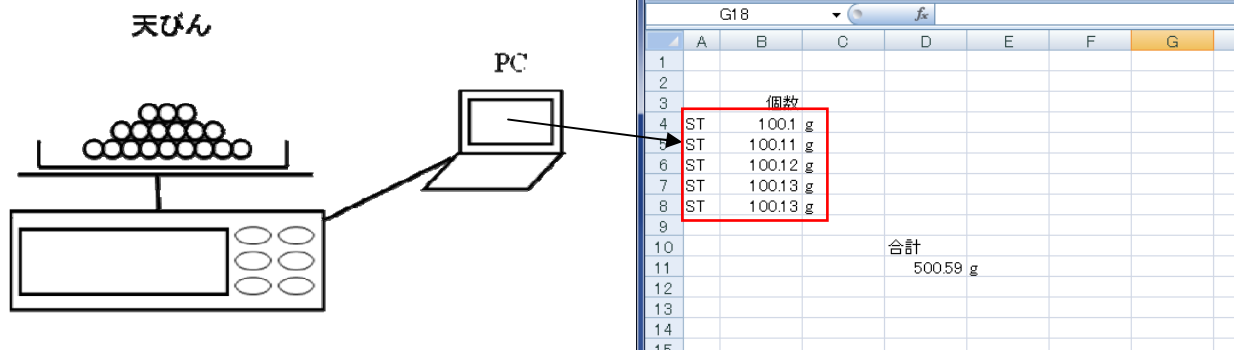 天びん
PC
G18 fx
A B C D E F G
1
2
3 個数
4 ST 100.1 g
5 ST 100.11 g
6 ST 100.12 g
7 ST 100.13 g
8 ST 100.13 g
9
10 合計
11 500.59 g
12
13
14
15